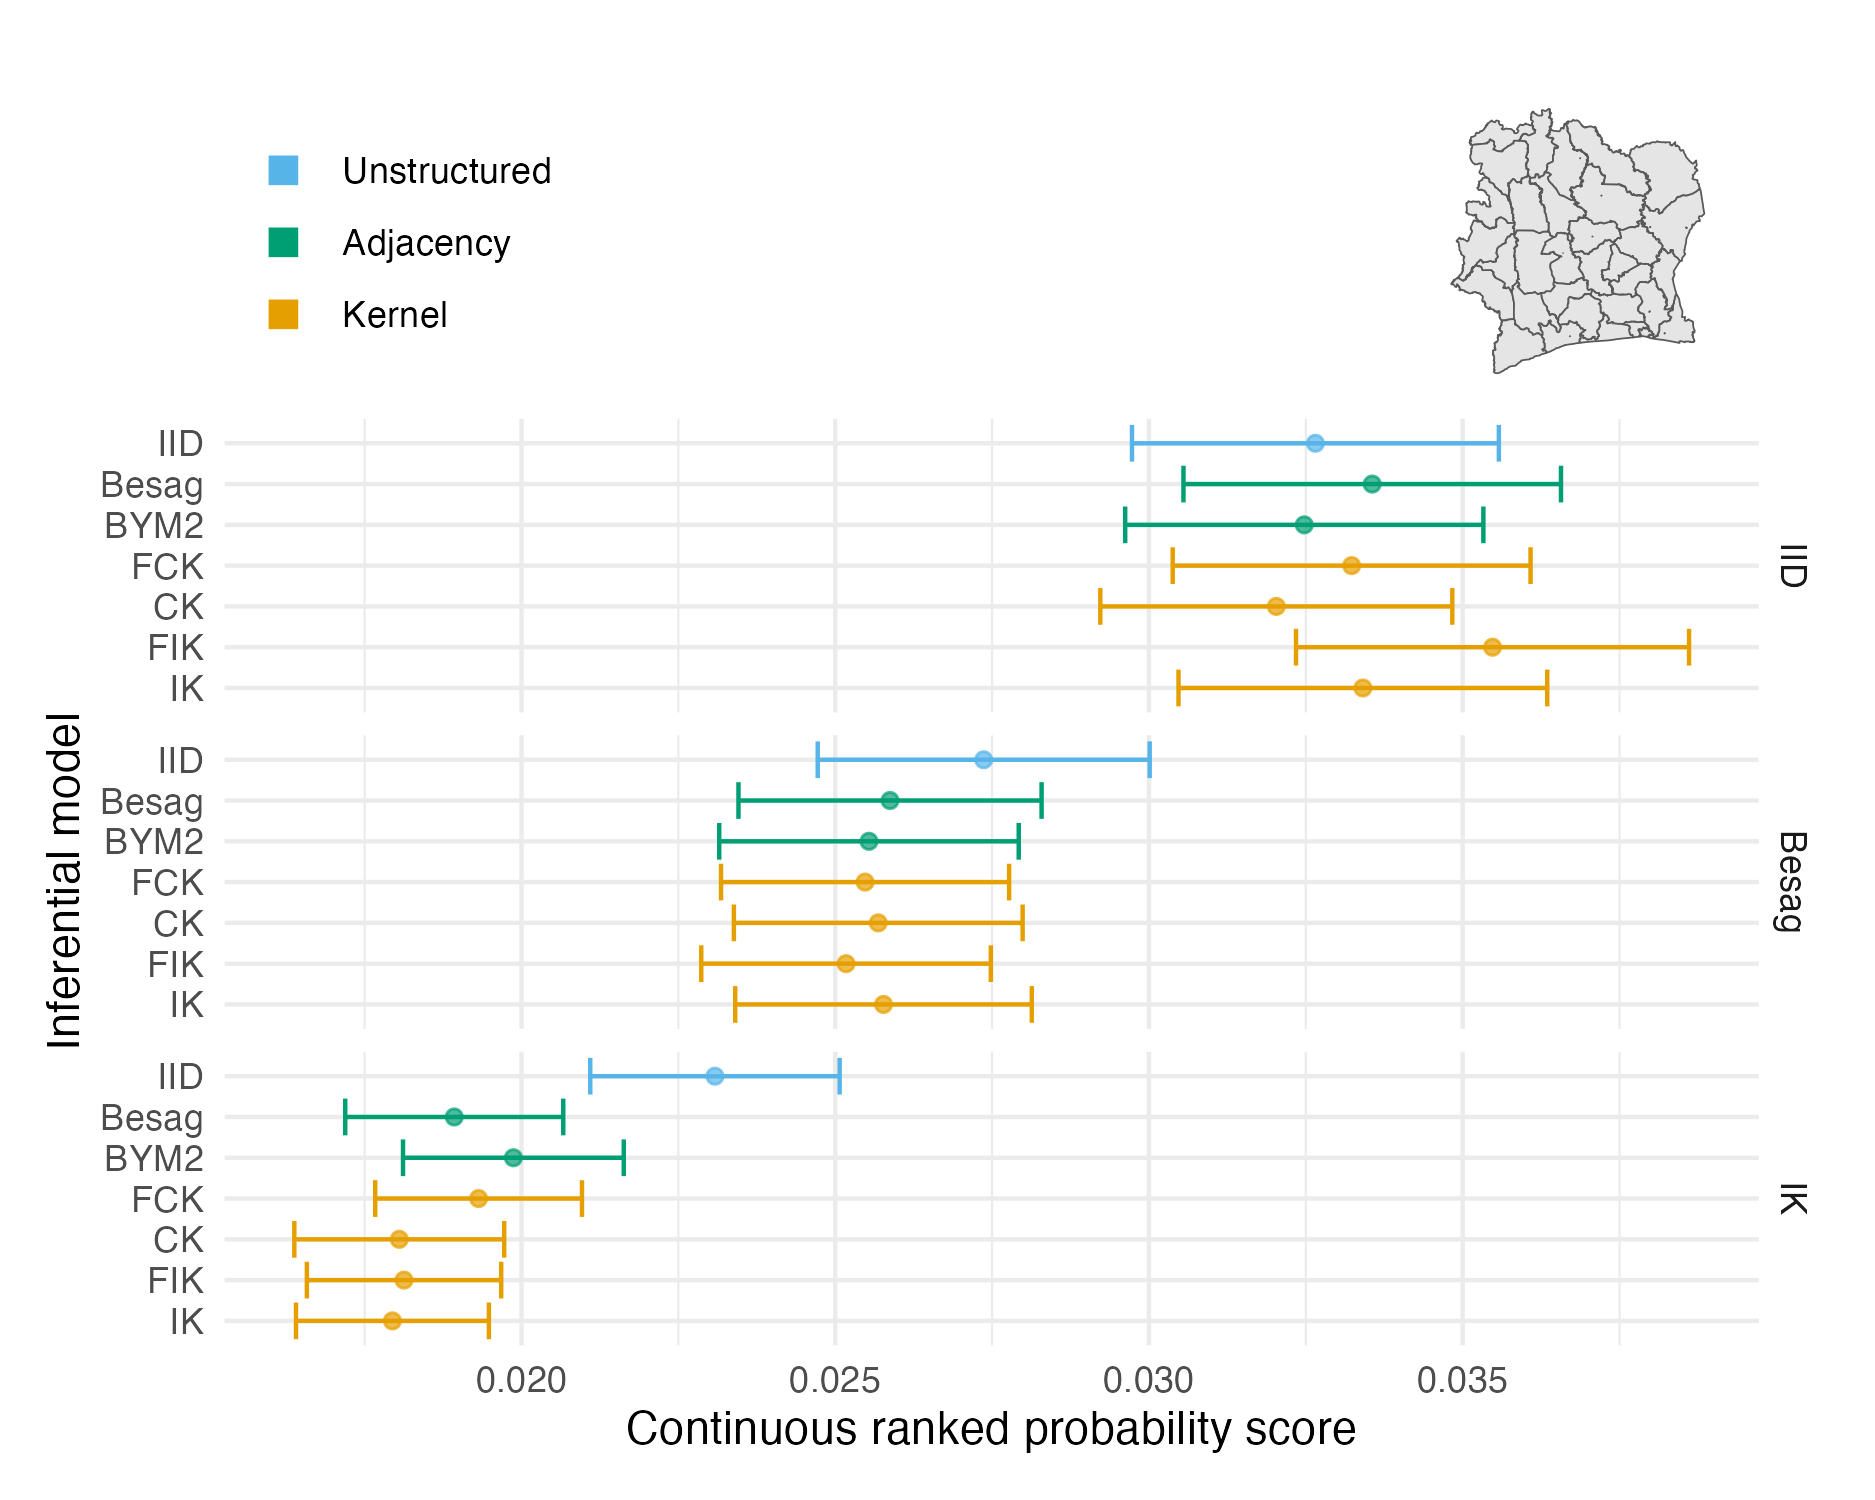 Unstructured
Adjacency
Kernel
IID
Besag
BYM2
FCK
CK
FIK
IK
IID
IID
Besag
BYM2
FCK
CK
FIK
IK
Besag
IID
Besag
BYM2
FCK
CK
FIK
IK
IK
Inferential model
0.020 0.025 0.030 0.035
Continuous ranked probability score